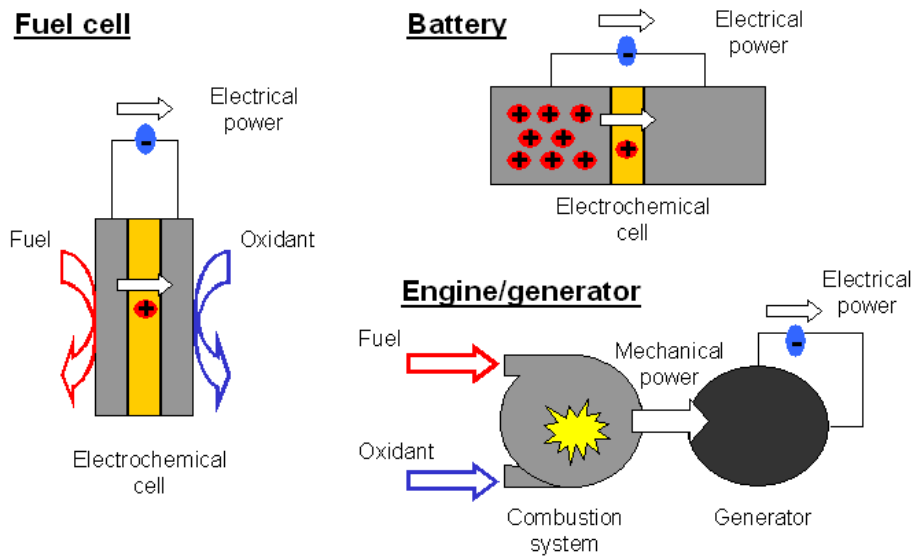 Fuel cell
Electrical
power
-
Fuel
Oxidant
+
Electrochemical
cell
Battery
Electrical
power
-
+ + +
+ + +
+ + +
Electrochemical
cell
Engine/generator
Electrical
power
-
Fuel
Mechanical
power
Oxidant
Combustion
system
Generator